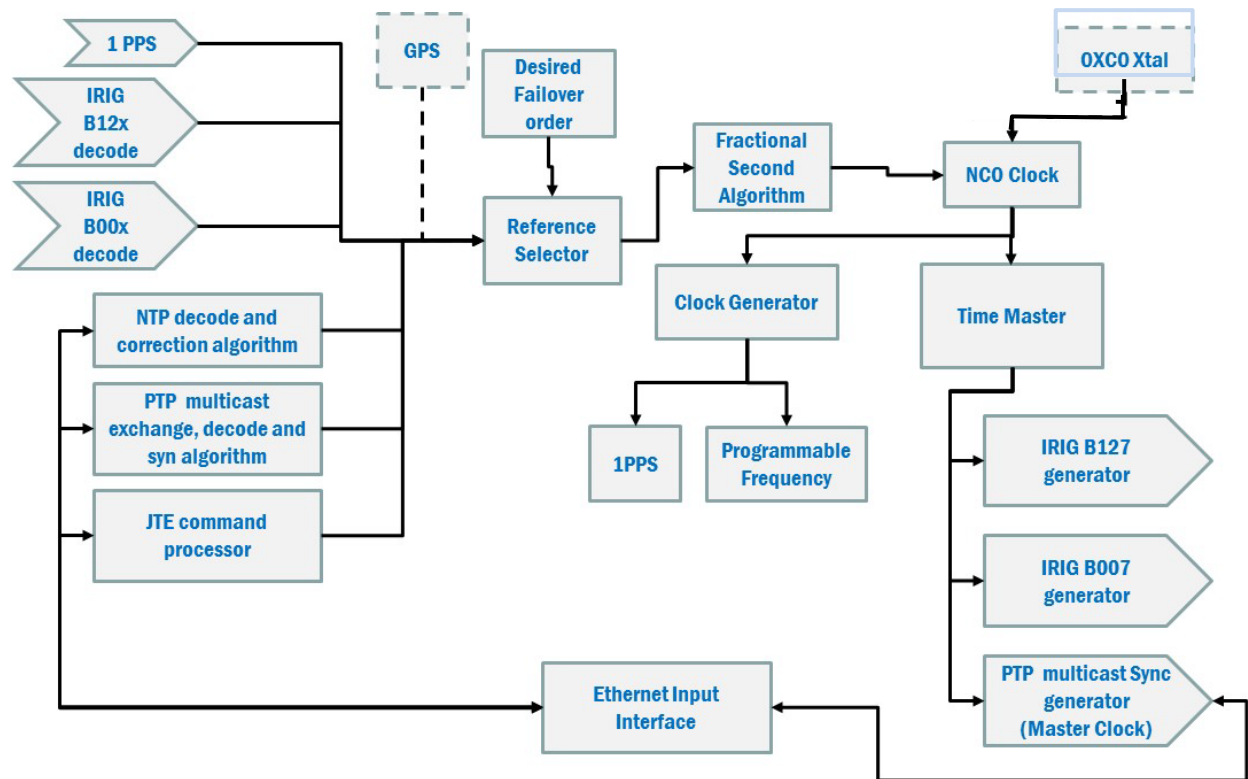 1 PPS
GPS
OXCO Xtal
Desired
Failover
order
IRIG
B12x
decode
Fractional
Second
Algorithm
NCO Clock
IRIG
B00x
decode
Reference
Selector
Clock Generator
Time Master
NTP decode and
correction algorithm
PTP multicast
exchange, decode and
syn algorithm
1PPS
Programmable
Frequency
IRIG B127
generator
JTE command
processor
IRIG B007
generator
Ethernet Input
Interface
PTP multicast Sync
generator
(Master Clock)